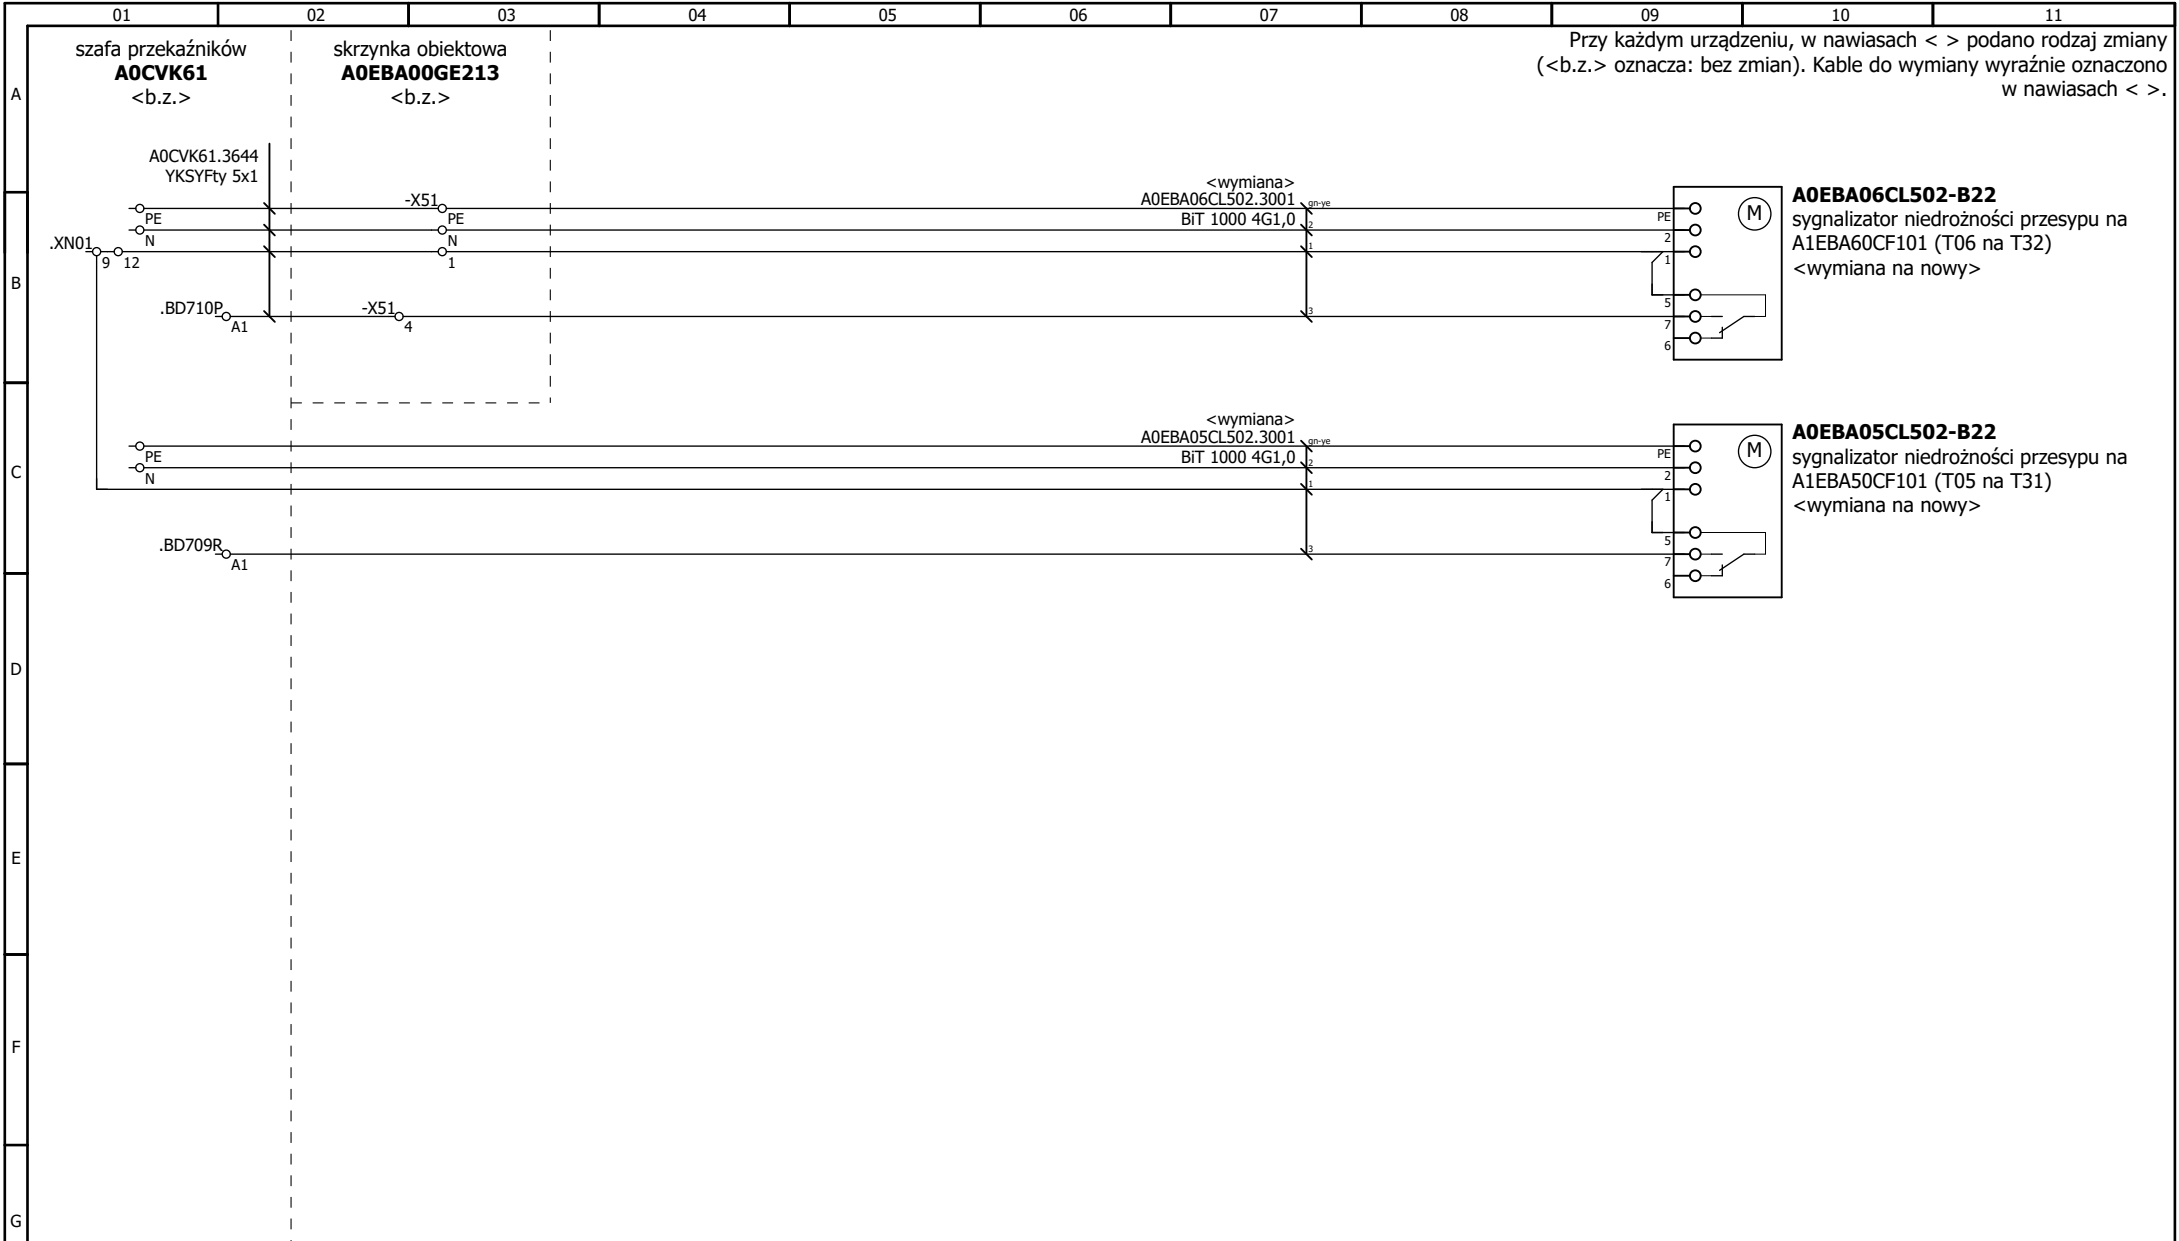 01 02 03 04 05 06 07 08 09 10 11
A
B
C
D
E
F
G
szafa przekaźników
A0CVK61
<b.z.>
skrzynka obiektowa
A0EBA00GE213
<b.z.>
Przy każdym urządzeniu, w nawiasach < > podano rodzaj zmiany
(<b.z.> oznacza: bez zmian). Kable do wymiany wyraźnie oznaczono
w nawiasach < >.
A0CVK61.3644
YKSYFty 5x1
PE
N
.XN01
9 12
.BD710P
A1
-X51
PE
N
1
-X51
4
<wymiana>
A0EBA06CL502.3001
BiT 1000 4G1,0
gn-ye
2
1
3
PE
2
1
5
7
6
M
A0EBA06CL502-B22
sygnalizator niedrożności przesypu na
A1EBA60CF101 (T06 na T32)
<wymiana na nowy>
PE
N
.BD709R
A1
<wymiana>
A0EBA05CL502.3001
BiT 1000 4G1,0
gn-ye
2
1
3
PE
2
1
5
7
6
M
A0EBA05CL502-B22
sygnalizator niedrożności przesypu na
A1EBA50CF101 (T05 na T31)
<wymiana na nowy>